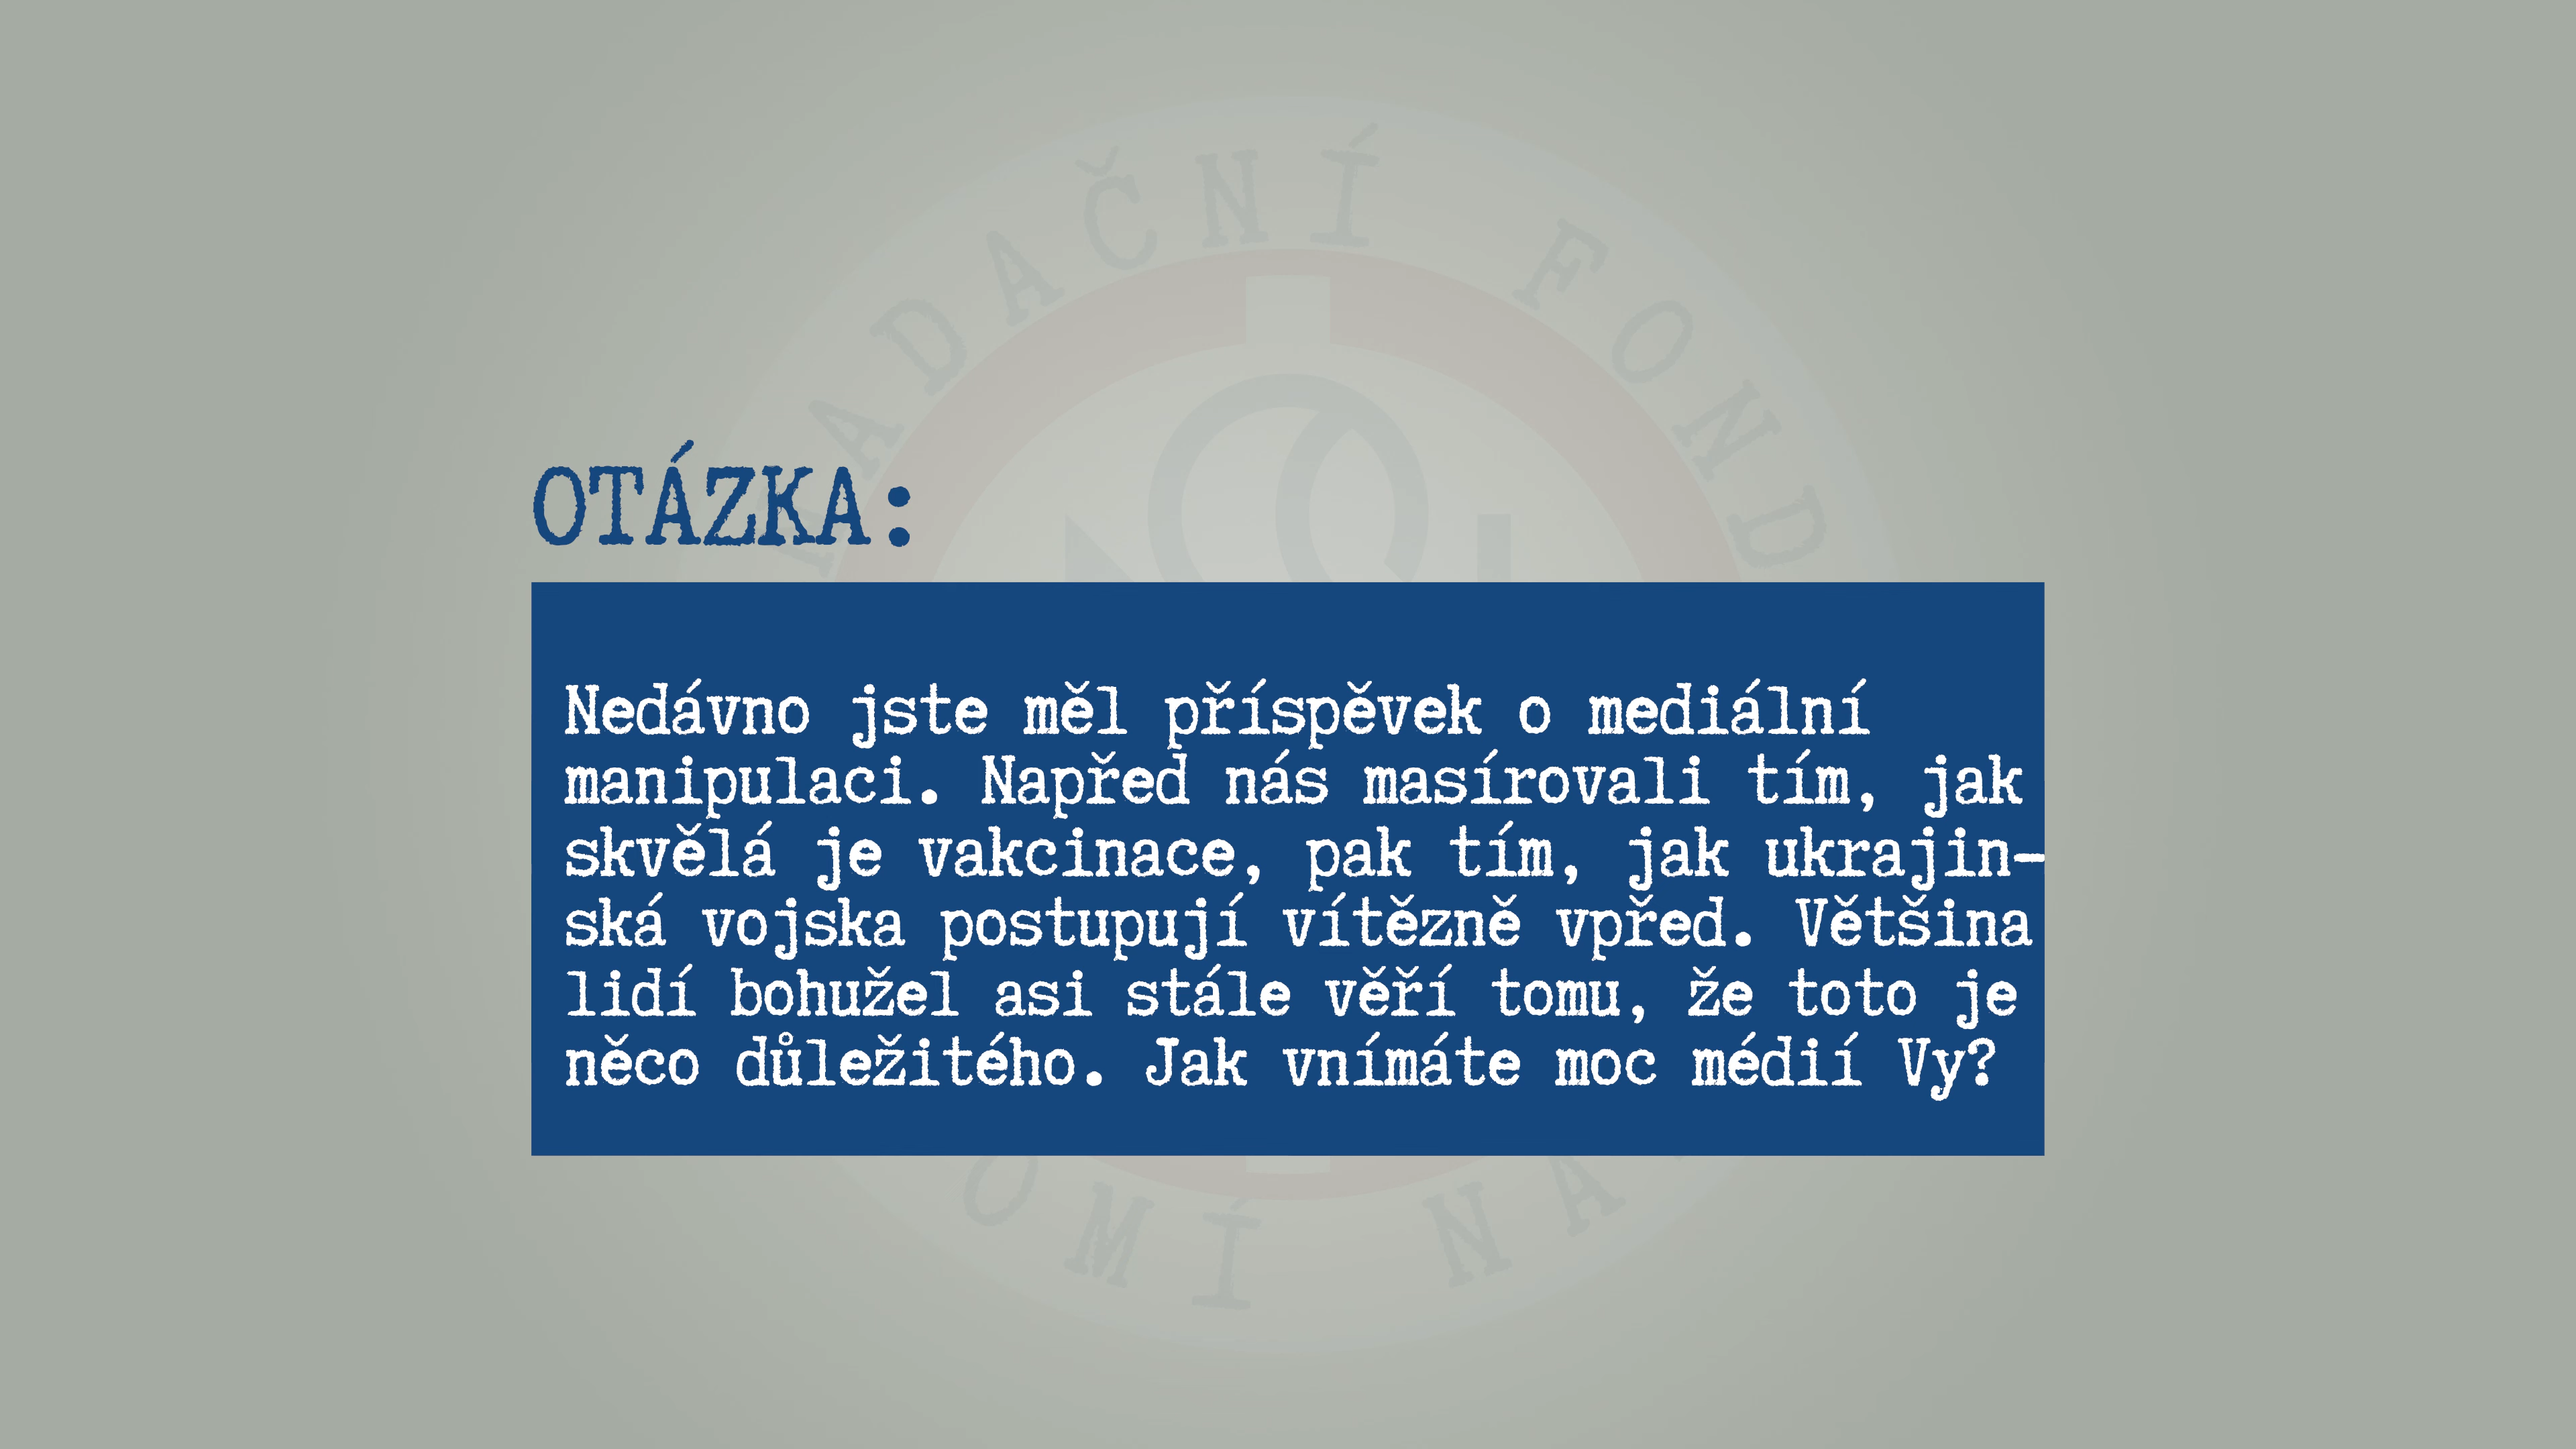 NADAČNÍ FOND
OTÁZKA:
Nedávno jste měl příspěvek o mediální
manipulaci. Napřed nás masírovali tím, jak
skvělá je vakcinace, pak tím, jak ukrajin-
ská vojska postupují vítězně vpřed. Většina
lidí bohužel asi stále věří tomu, že toto je
něco důležitého. Jak vnímáte moc médií Vy?